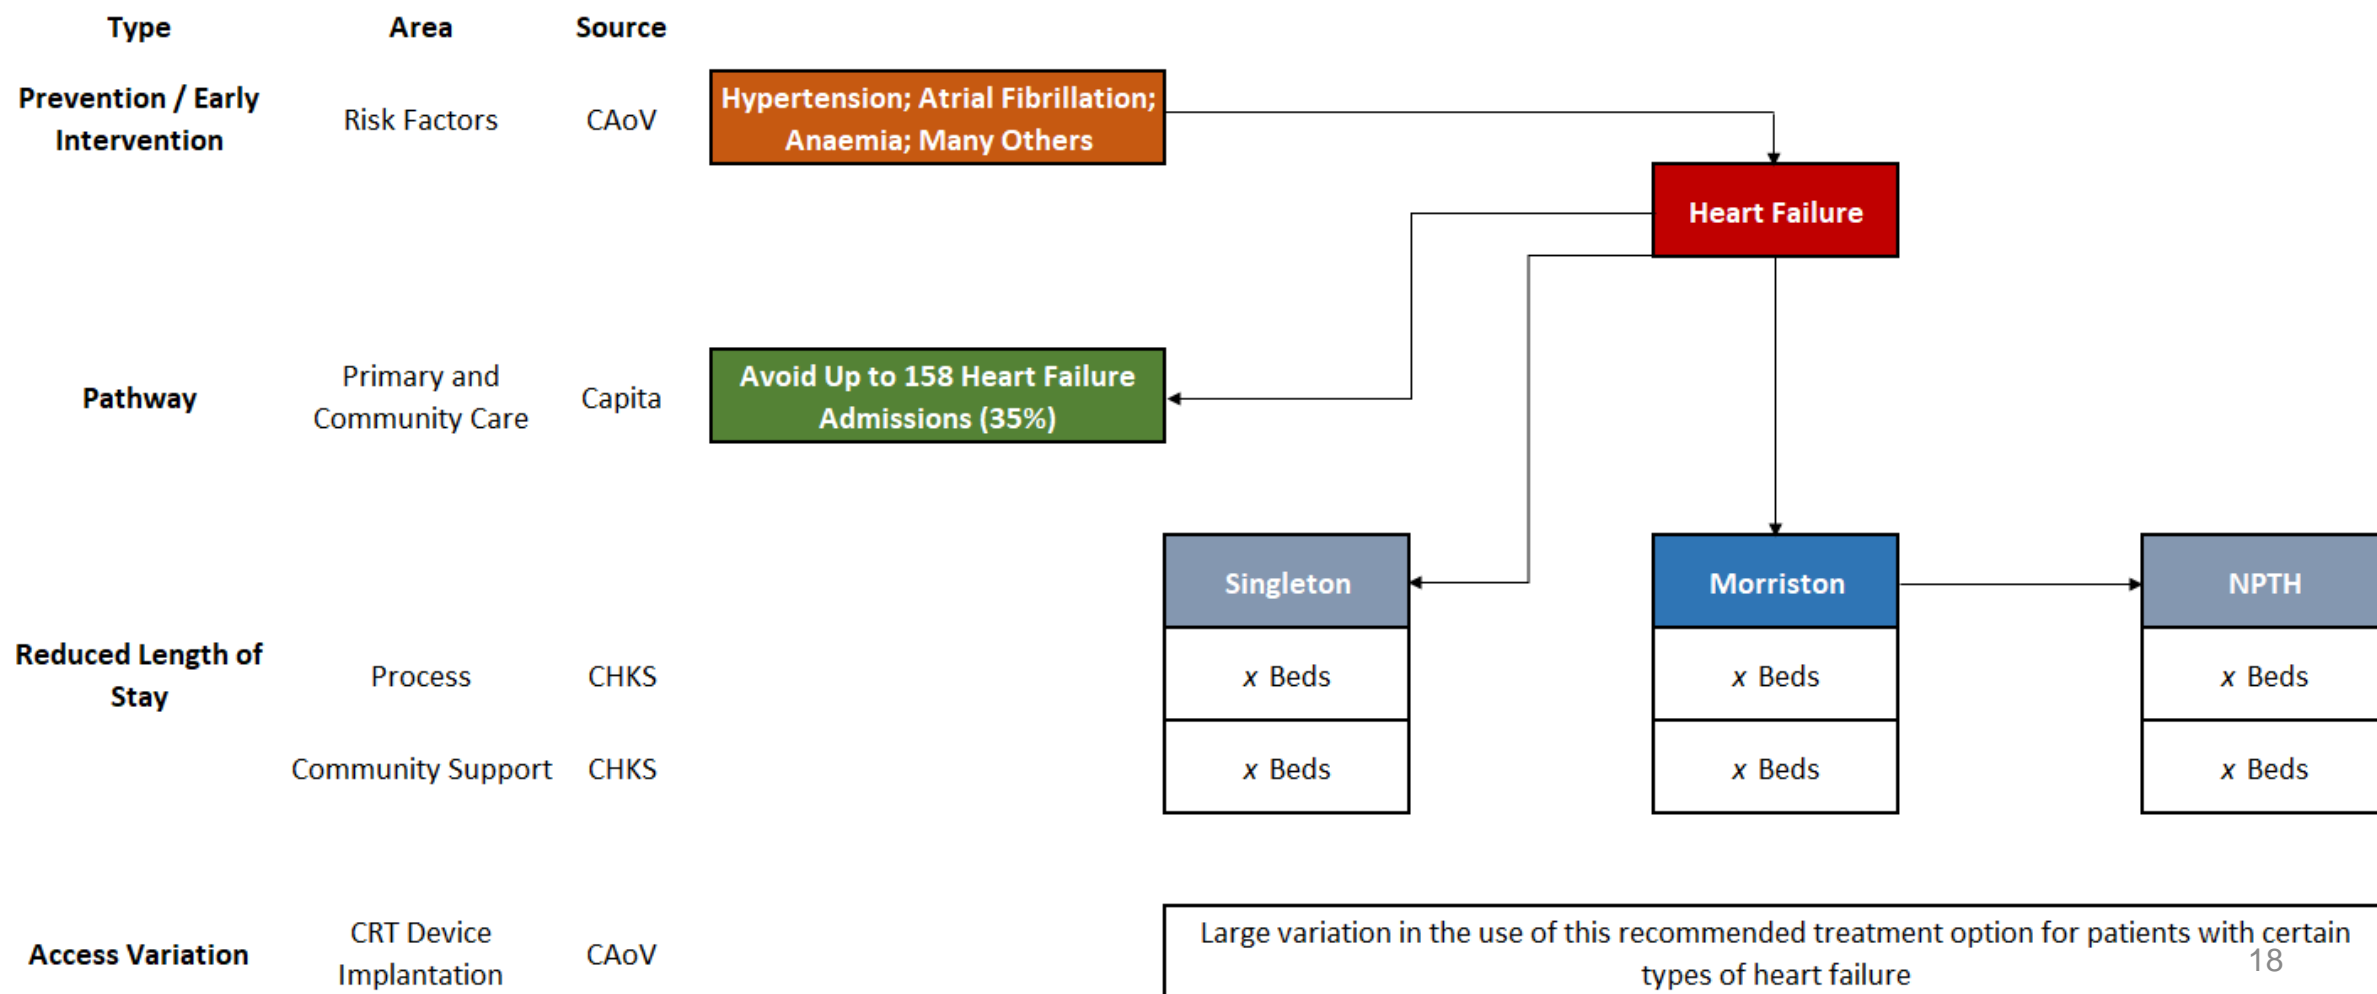 Type Area Source
Prevention / Early
Intervention
Risk Factors
CAoV
Hypertension; Atrial Fibrillation;
Anaemia; Many Others
Heart Failure
Pathway
Primary and
Community Care
Capita
Avoid Up to 158 Heart Failure
Admissions (35%)
Singleton
Morriston
NPTH
Reduced Length of
Stay
Process
CHKS
x Beds
x Beds
x Beds
Community Support
CHKS
x Beds
x Beds
x Beds
Access Variation
CRT Device
Implantation
CAoV
Large variation in the use of this recommended treatment option for patients with certain
types of heart failure
18